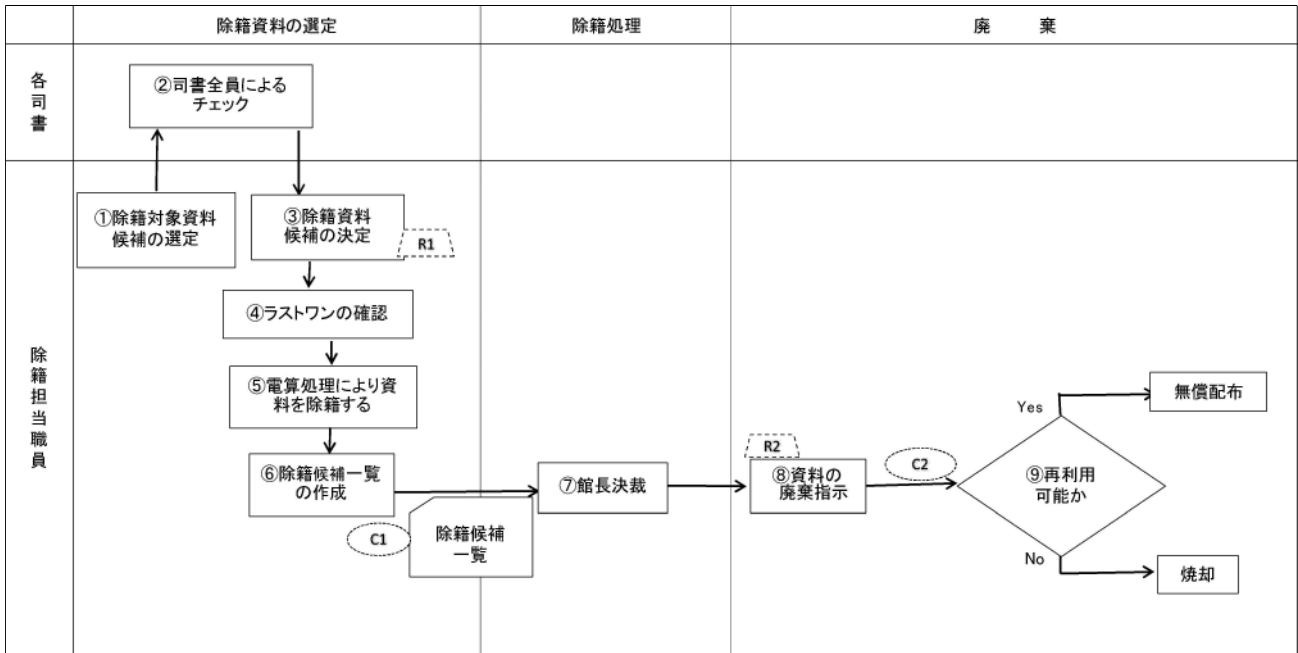 除籍資料の選定
除籍処理
廃 棄
各司書
②司書全員による
チェック
除籍担当職員
①除籍対象資料
候補の選定
③除籍資料
候補の決定
R1
④ラストワンの確認
⑤電算処理により資
料を除籍する
⑥除籍候補一覧
の作成
C1
除籍候補
一覧
⑦館長決裁
R2
⑧資料の
廃棄指示
C2
⑨再利用
可能か
Yes
無償配布
No
焼却